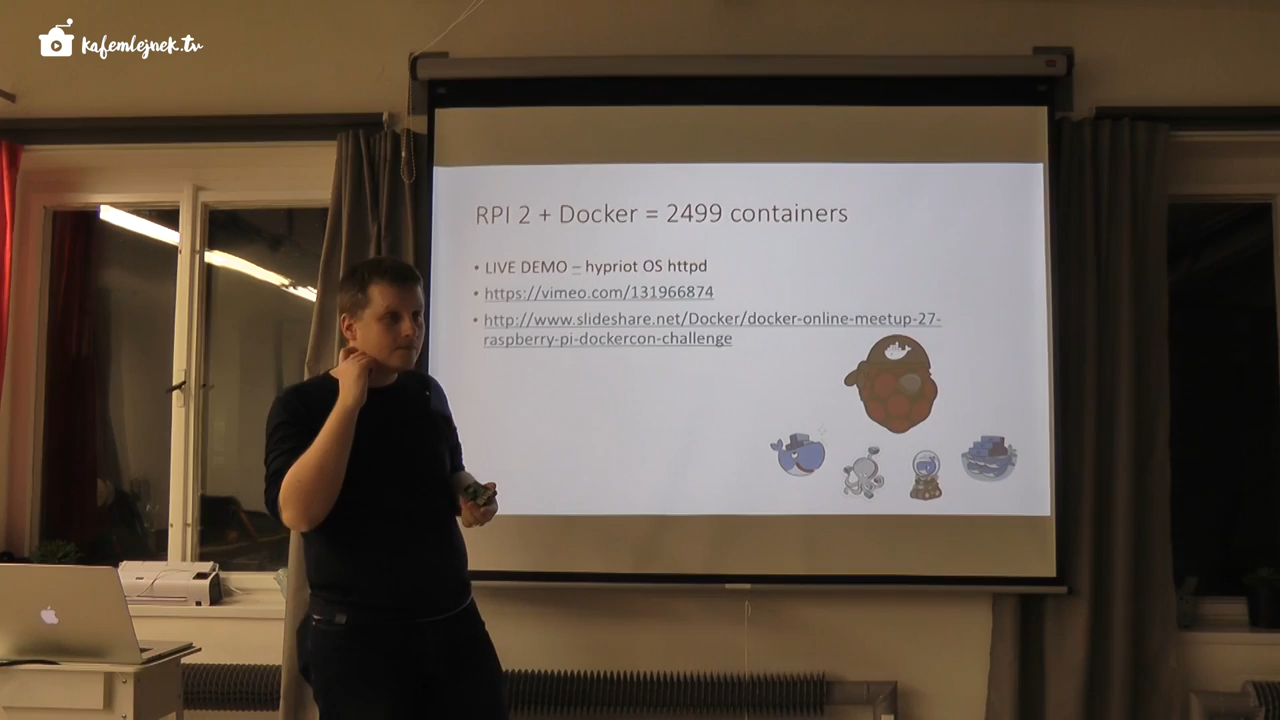 kafemlejnek.tv
RPI 2 + Docker = 2499 containers
• LIVE DEMO – hypriot OS httpd
• https://vimeo.com/131966874
• http://www.slideshare.net/Docker/docker-online-meetup-27-
raspberry-pi-dockercon-challenge